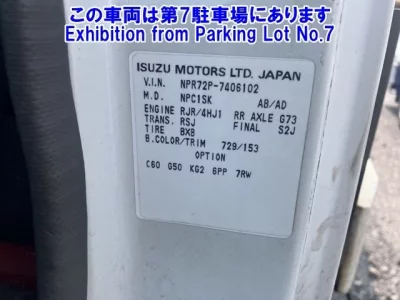 この車両は第7駐車場にあります
Exhibition from Parking Lot No.7
ISUZU MOTORS LTD. JAPAN
V.I.N. NPR72P-7406102
M.D. NPC1SK AB/AD
ENGINE RJR/4HJ1 RR AXLE G73
TRANS. RSJ FINAL S2J
TIRE BXB
B.COLOR/TRIM 729/153
OPTION
C60 G50 KG2 6PP 7RW